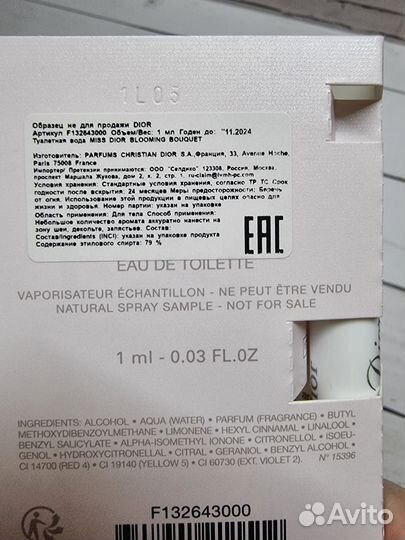 1L05
Образец не для продажи DIOR
Артикул F132643000 Объем/Вес: 1 мл Годен до: "11.2024
Туалетная вода MISS DIOR BLOOMING BOUQUET
Изготовитель: PARFUMS CHRISTIAN DIOR S.A.,Франция, 33, Avenue Hoche,
Paris 75008 France
Импортер/ Претензии принимаются: ООО "Селдико" 123308, Россия, Москва,
проспект Маршала Жукова, дом 2, к. 2, стр. 1, ru-claim@lvmh-pc.com
Условия хранения: Стандартные условия хранения, согласно ТР ТС Срок
годности после вскрытия: 24 месяца Меры предосторожности: Беречь
от огня. Использование этой продукции в пищевых целях опасно для
жизни и здоровья. Номер партии: указан на упаковке
Область применения: Для тела Способ применения:
Небольшое количество аромата аккуратно нанести на
зону шеи, декольте, запястья. Состав:
Состав/Ingredients (INCI): указан на упаковке продукта
Содержание этилового спирта: 79 %
EAC
EAU DE TOILETTE
VAPORISATEUR ÉCHANTILLON - NE PEUT ÊTRE VENDU
NATURAL SPRAY SAMPLE - NOT FOR SALE
1 ml - 0.03 FL.OZ
INGREDIENTS: ALCOHOL • AQUA (WATER) • PARFUM (FRAGRANCE) • BUTYL
METHOXYDIBENZOYLMETHANE • LIMONENE • HEXYL CINNAMAL • LINALOOL •
BENZYL SALICYLATE • ALPHA-ISOMETHYL IONONE • CITRONELLOL • ISOEU-
GENOL • HYDROXYCITRONELLAL • CITRAL • GERANIOL • BENZYL ALCOHOL •
CI 14700 (RED 4) • CI 19140 (YELLOW 5) • CI 60730 (EXT. VIOLET 2).
N° 15396
F132643000
Avito